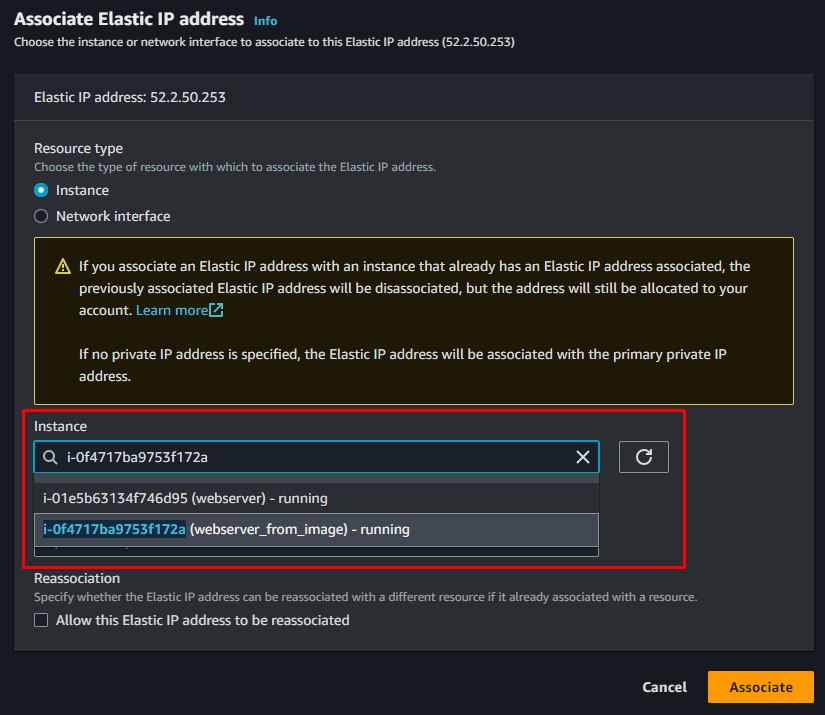 Associate Elastic IP address Info
Choose the instance or network interface to associate to this Elastic IP address (52.2.50.253)
Elastic IP address: 52.2.50.253
Resource type
Choose the type of resource with which to associate the Elastic IP address.
Instance
Network interface
If you associate an Elastic IP address with an instance that already has an Elastic IP address associated, the
previously associated Elastic IP address will be disassociated, but the address will still be allocated to your
account. Learn more
If no private IP address is specified, the Elastic IP address will be associated with the primary private IP
address.
Instance
i-0f4717ba9753f172a
i-01e5b63134f746d95 (webserver) - running
i-0f4717ba9753f172a (webserver_from_image) - running
Reassociation
Specify whether the Elastic IP address can be reassociated with a different resource if it already associated with a resource.
Allow this Elastic IP address to be reassociated
Cancel
Associate